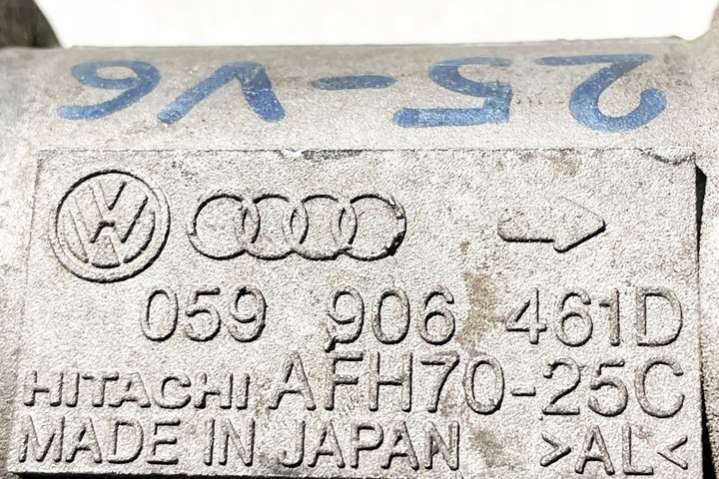 25-V6
059 906 461D
HITACHI AFH70-25C
MADE IN JAPAN >AL<